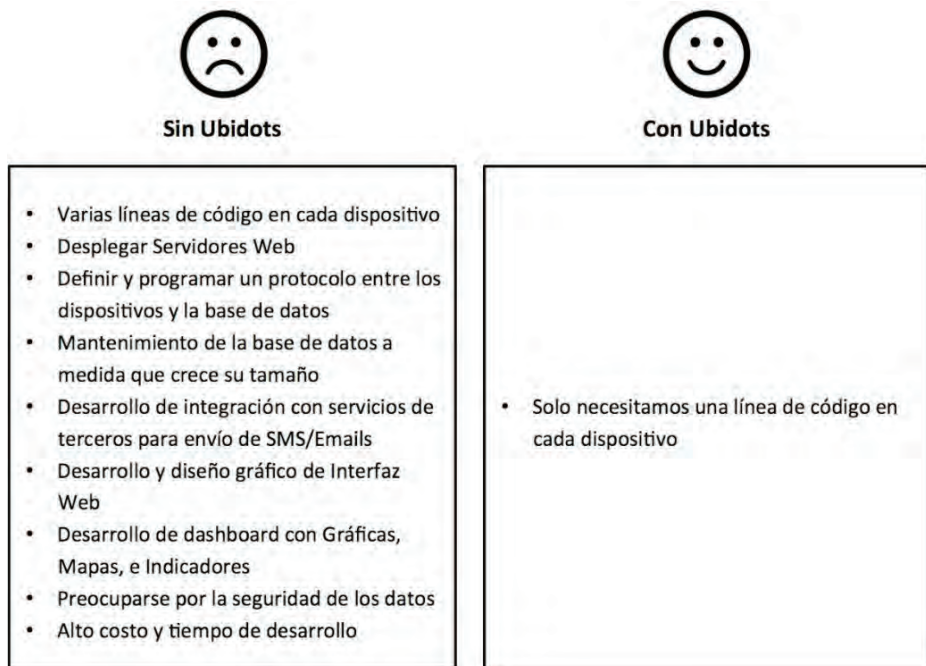 Sin Ubidots
• Varias líneas de código en cada dispositivo
• Desplegar Servidores Web
• Definir y programar un protocolo entre los
dispositivos y la base de datos
• Mantenimiento de la base de datos a
medida que crece su tamaño
• Desarrollo de integración con servicios de
terceros para envío de SMS/Emails
• Desarrollo y diseño gráfico de Interfaz
Web
• Desarrollo de dashboard con Gráficas,
Mapas, e Indicadores
• Preocuparse por la seguridad de los datos
• Alto costo y tiempo de desarrollo
Con Ubidots
• Solo necesitamos una línea de código en
cada dispositivo